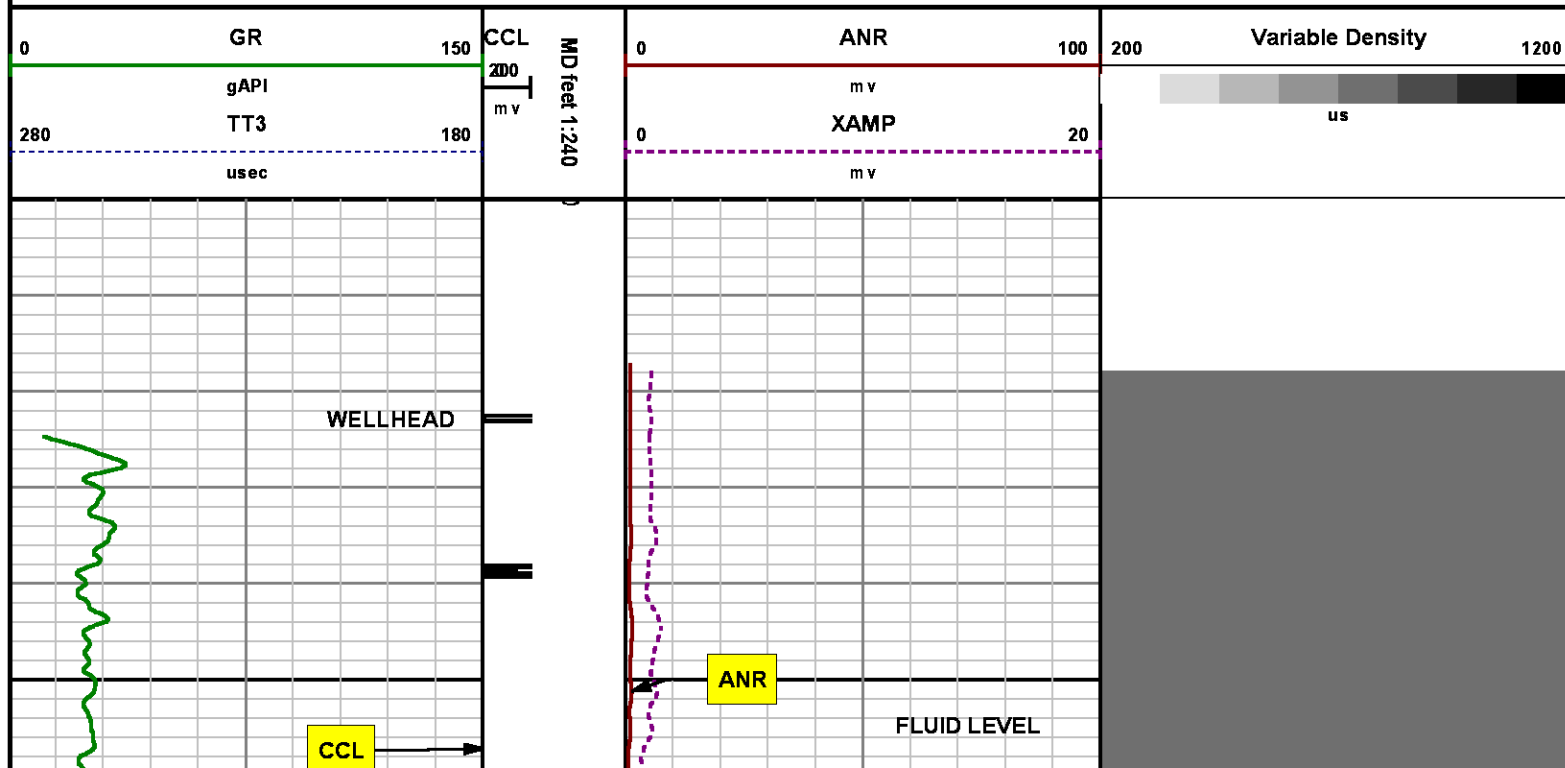 0 GR 150
gAPI
280 TT3 180
usec
CCL
200
mv
MD feet 1:240
0 ANR 100
mv
0 XAMP 20
mv
200 Variable Density 1200
us
WELLHEAD
ANR
FLUID LEVEL
CCL